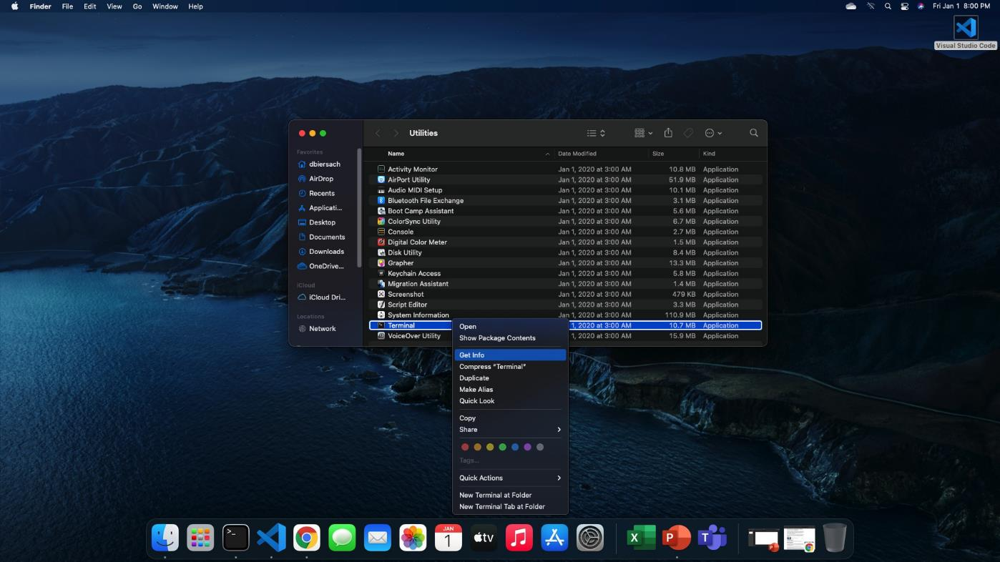 Finder File Edit View Go Window Help
Fri Jan 1 8:00 PM
Visual Studio Code
Utilities
Favorites
dbiersach
AirDrop
Recents
Applicati...
Desktop
Documents
Downloads
OneDrive...
iCloud
iCloud Dri...
Locations
Network
Name Date Modified Size Kind
Activity Monitor Jan 1, 2020 at 3:00 AM 10.8 MB Application
AirPort Utility Jan 1, 2020 at 3:00 AM 51.9 MB Application
Audio MIDI Setup Jan 1, 2020 at 3:00 AM 10.1 MB Application
Bluetooth File Exchange Jan 1, 2020 at 3:00 AM 3.1 MB Application
Boot Camp Assistant Jan 1, 2020 at 3:00 AM 5.6 MB Application
ColorSync Utility Jan 1, 2020 at 3:00 AM 6.7 MB Application
Console Jan 1, 2020 at 3:00 AM 2.7 MB Application
Digital Color Meter Jan 1, 2020 at 3:00 AM 1.5 MB Application
Disk Utility Jan 1, 2020 at 3:00 AM 8.4 MB Application
Grapher Jan 1, 2020 at 3:00 AM 13.3 MB Application
Keychain Access Jan 1, 2020 at 3:00 AM 5.8 MB Application
Migration Assistant Jan 1, 2020 at 3:00 AM 1.4 MB Application
Screenshot Jan 1, 2020 at 3:00 AM 479 KB Application
Script Editor Jan 1, 2020 at 3:00 AM 3.3 MB Application
System Information Jan 1, 2020 at 3:00 AM 110.9 MB Application
Terminal 1, 2020 at 3:00 AM 10.7 MB Application
VoiceOver Utility 1, 2020 at 3:00 AM 15.9 MB Application
Open
Show Package Contents
Get Info
Compress “Terminal”
Duplicate
Make Alias
Quick Look
Copy
Share
Tags...
Quick Actions
New Terminal at Folder
New Terminal Tab at Folder
JAN
1
tv
X
P
T